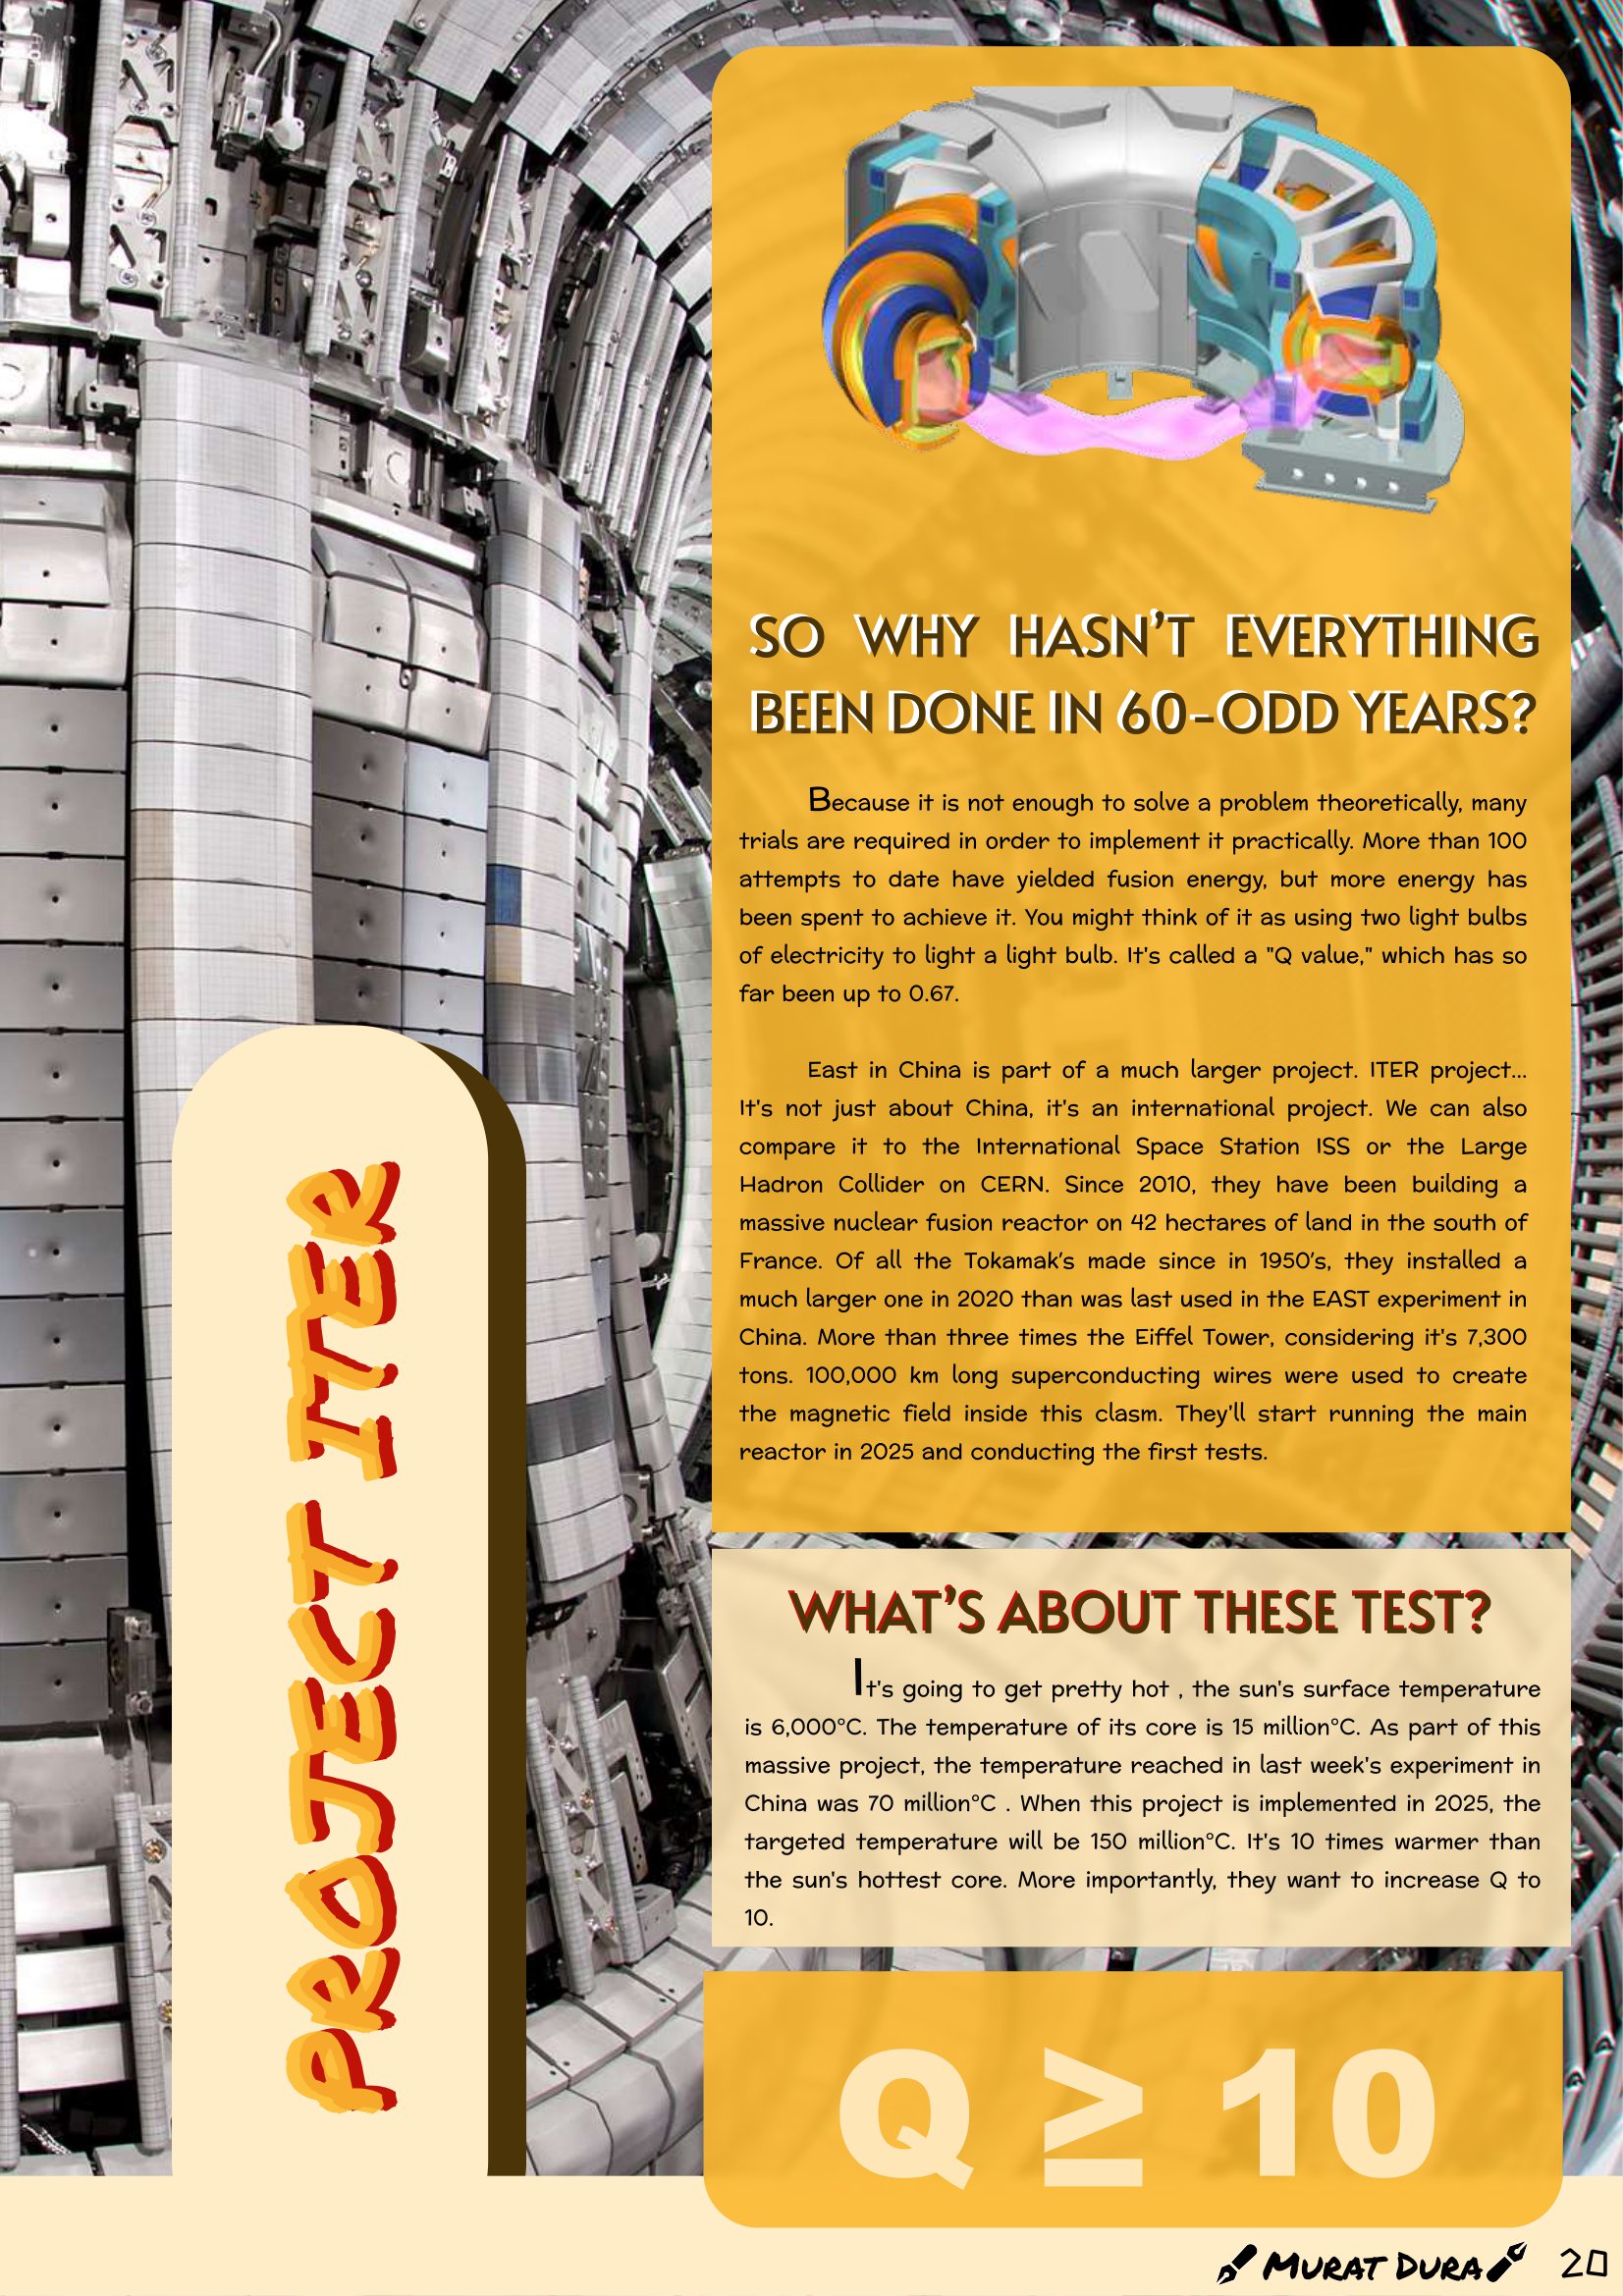 SO WHY HASN'T EVERYTHING
BEEN DONE IN 60-ODD YEARS?
Because it is not enough to solve a problem theoretically, many
trials are required in order to implement it practically. More than 100
attempts to date have yielded fusion energy, but more energy has
been spent to achieve it. You might think of it as using two light bulbs
of electricity to light a light bulb. It's called a "Q value," which has so
far been up to 0.67.
East in China is part of a much larger project. ITER project...
It's not just about China, it's an international project. We can also
compare it to the International Space Station ISS or the Large
Hadron Collider on CERN. Since 2010, they have been building a
massive nuclear fusion reactor on 42 hectares of land in the south of
France. Of all the Tokamak's made since in 1950's, they installed a
much larger one in 2020 than was last used in the EAST experiment in
China. More than three times the Eiffel Tower, considering it's 7,300
tons. 100,000 km long superconducting wires were used to create
the magnetic field inside this clasm. They'll start running the main
reactor in 2025 and conducting the first tests.
PROJECT ITER
WHAT'S ABOUT THESE TEST?
It's going to get pretty hot , the sun's surface temperature
is 6,000°C. The temperature of its core is 15 million°C. As part of this
massive project, the temperature reached in last week's experiment in
China was 70 million°C . When this project is implemented in 2025, the
targeted temperature will be 150 million°C. It's 10 times warmer than
the sun's hottest core. More importantly, they want to increase Q to
10.
Q ≥ 10
MURAT DURA
20